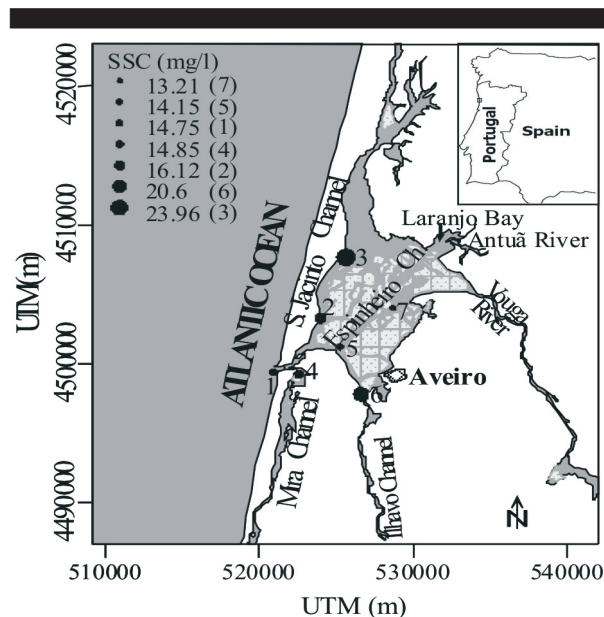 SSC (mg/l)
13.21 (7)
14.15 (5)
14.75 (1)
14.85 (4)
16.12 (2)
20.6 (6)
23.96 (3)
Portugal
Spain
4520000
4510000
4500000
4490000
UTM(m)
ATLANTIC OCEAN
S Jacinto Channel
Laranjo Bay
Antuã River
Espinheiro Ch.
Vouga
River
3
2
7
5
1
4
Aveiro
6
Mira Channel
Ílhavo Channel
N
510000
520000
530000
540000
UTM (m)